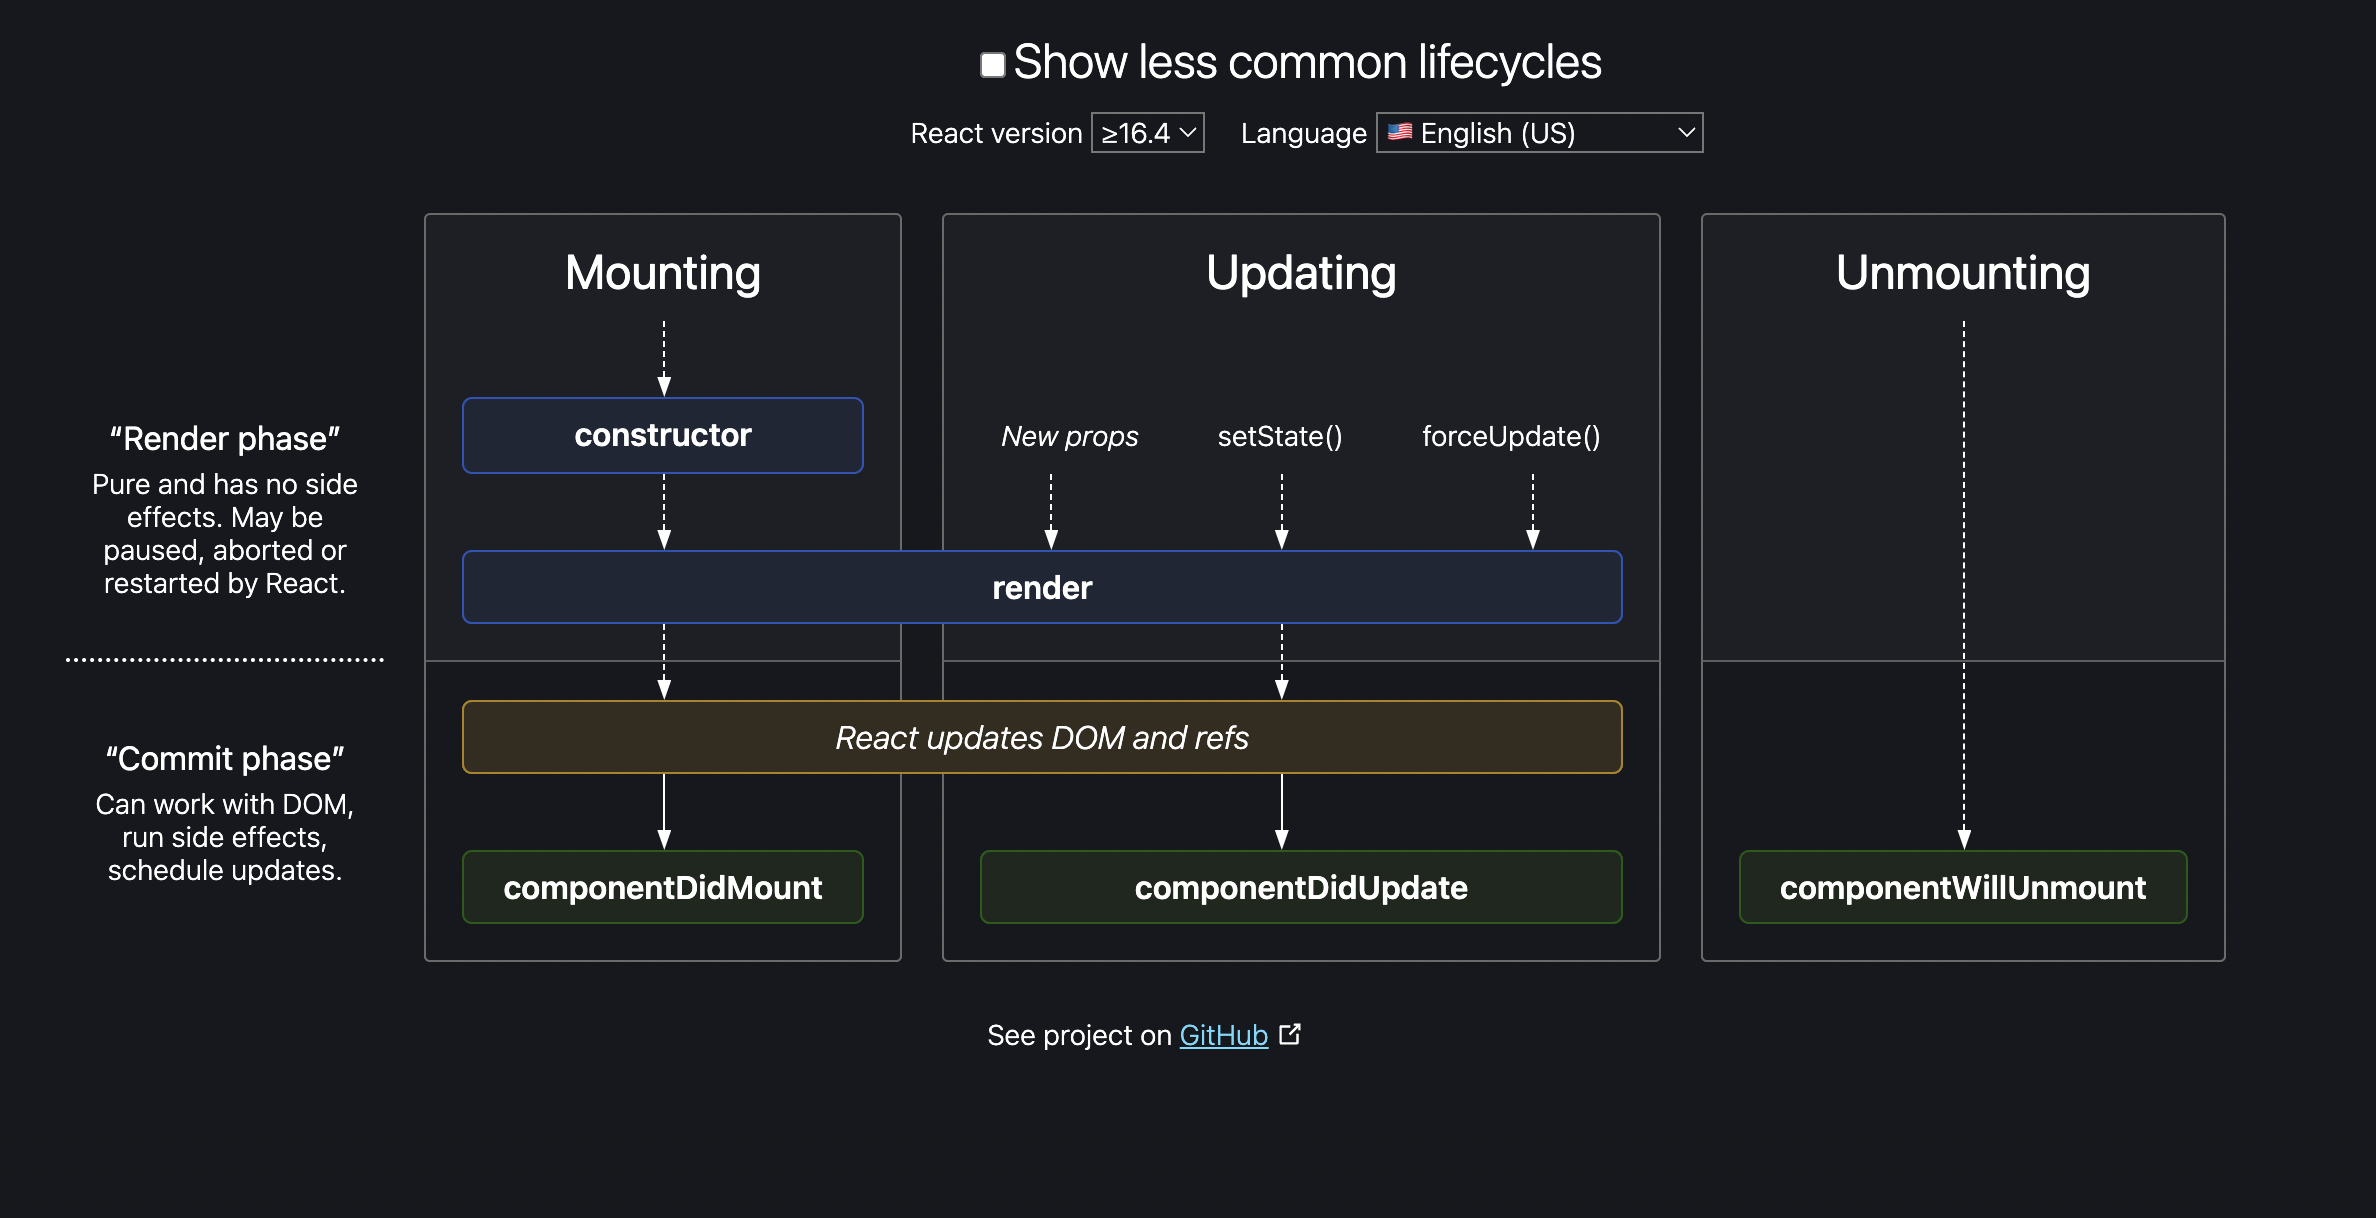 Show less common lifecycles
React version ≥16.4 Language 🇺🇸 English (US)
Mounting
Updating
Unmounting
“Render phase”
Pure and has no side
effects. May be
paused, aborted or
restarted by React.
constructor
New props
setState()
forceUpdate()
render
“Commit phase”
Can work with DOM,
run side effects,
schedule updates.
React updates DOM and refs
componentDidMount
componentDidUpdate
componentWillUnmount
See project on GitHub